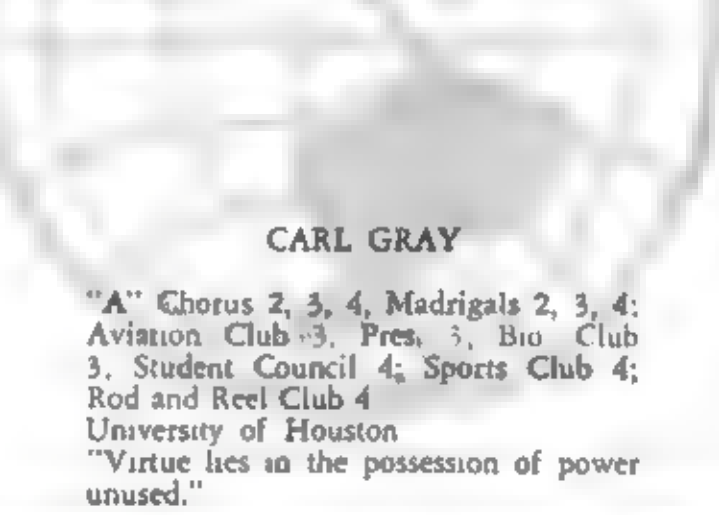 CARL GRAY
"A" Chorus 2, 3, 4, Madrigals 2, 3, 4;
Aviation Club 3, Pres. 3, Bio Club
3, Student Council 4; Sports Club 4;
Rod and Reel Club 4
University of Houston
"Virtue lies in the possession of power
unused."